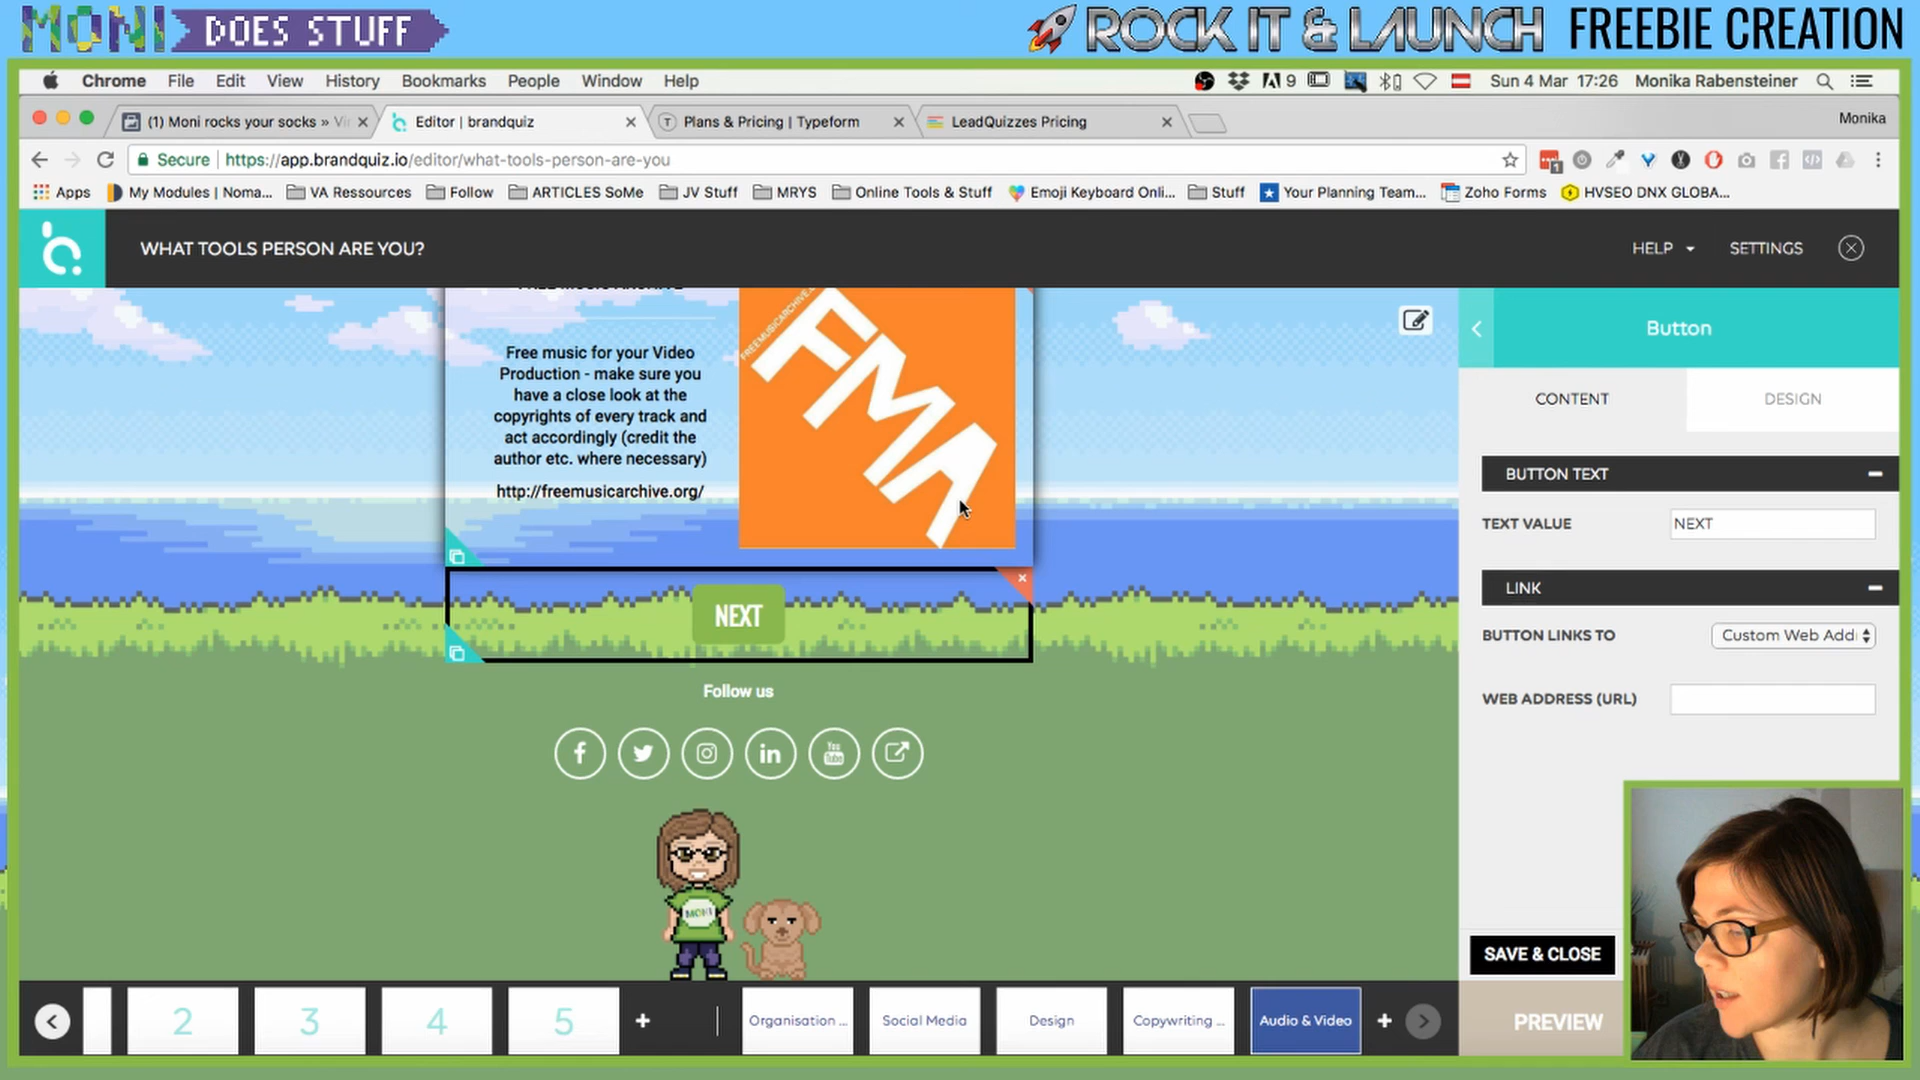 MONI DOES STUFF
ROCK IT & LAUNCH FREEBIE CREATION
Chrome File Edit View History Bookmarks People Window Help
9 Sun 4 Mar 17:26 Monika Rabensteiner
(1) Moni rocks your socks » Vir
Editor | brandquiz
Plans & Pricing | Typeform
LeadQuizzes Pricing
Monika
Secure https://app.brandquiz.io/editor/what-tools-person-are-you
Apps My Modules | Noma... VA Ressources Follow ARTICLES SoMe JV Stuff MRYS Online Tools & Stuff Emoji Keyboard Onli... Stuff Your Planning Team... Zoho Forms HVSEO DNX GLOBA...
WHAT TOOLS PERSON ARE YOU?
HELP
SETTINGS
Free music for your Video
Production - make sure you
have a close look at the
copyrights of every track and
act accordingly (credit the
author etc. where necessary)
http://freemusicarchive.org/
FREEMUSICARCHIVE.
FMA
NEXT
Follow us
You
Tube
MONI
Button
CONTENT
DESIGN
BUTTON TEXT
TEXT VALUE
NEXT
LINK
BUTTON LINKS TO
Custom Web Add
WEB ADDRESS (URL)
SAVE & CLOSE
2
3
4
5
+
Organisation ...
Social Media
Design
Copywriting ...
Audio & Video
+
PREVIEW